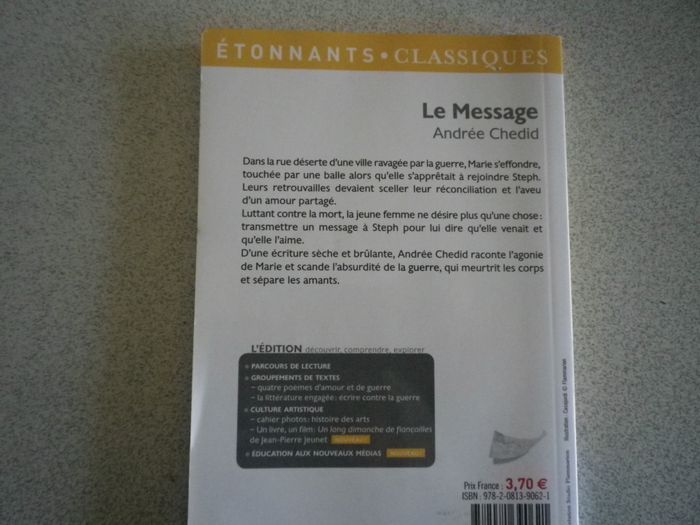 ÉTONNANTS • CLASSIQUES
Le Message
Andrée Chedid
Dans la rue déserte d'une ville ravagée par la guerre, Marie s'effondre,
touchée par une balle alors qu'elle s'apprêtait à rejoindre Steph.
Leurs retrouvailles devaient sceller leur réconciliation et l'aveu
d'un amour partagé.
Luttant contre la mort, la jeune femme ne désire plus qu'une chose :
transmettre un message à Steph pour lui dire qu'elle venait et
qu'elle l'aime.
D'une écriture sèche et brûlante, Andrée Chedid raconte l'agonie
de Marie et scande l'absurdité de la guerre, qui meurtrit les corps
et sépare les amants.
L'ÉDITION découvrir, comprendre, explorer
• PARCOURS DE LECTURE
• GROUPEMENTS DE TEXTES
– quatre poèmes d'amour et de guerre
– la littérature engagée : écrire contre la guerre
• CULTURE ARTISTIQUE
– cahier photos : histoire des arts
– Un livre, un film : Un long dimanche de fiançailles
de Jean-Pierre Jeunet NOUVEAU
• ÉDUCATION AUX NOUVEAUX MÉDIAS NOUVEAU
Prix France : 3,70 €
ISBN : 978-2-0813-9062-1
Studio Flammarion Illustration : © Flammarion